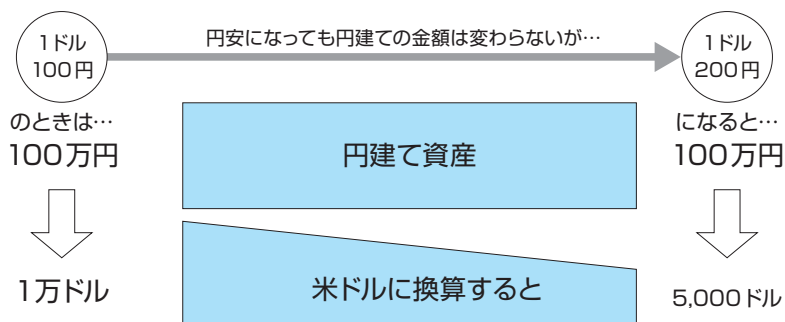 1ドル
100円
円安になっても円建ての金額は変わらないが…
1ドル
200円
のときは…
100万円
円建て資産
になると…
100万円
1万ドル
米ドルに換算すると
5,000ドル